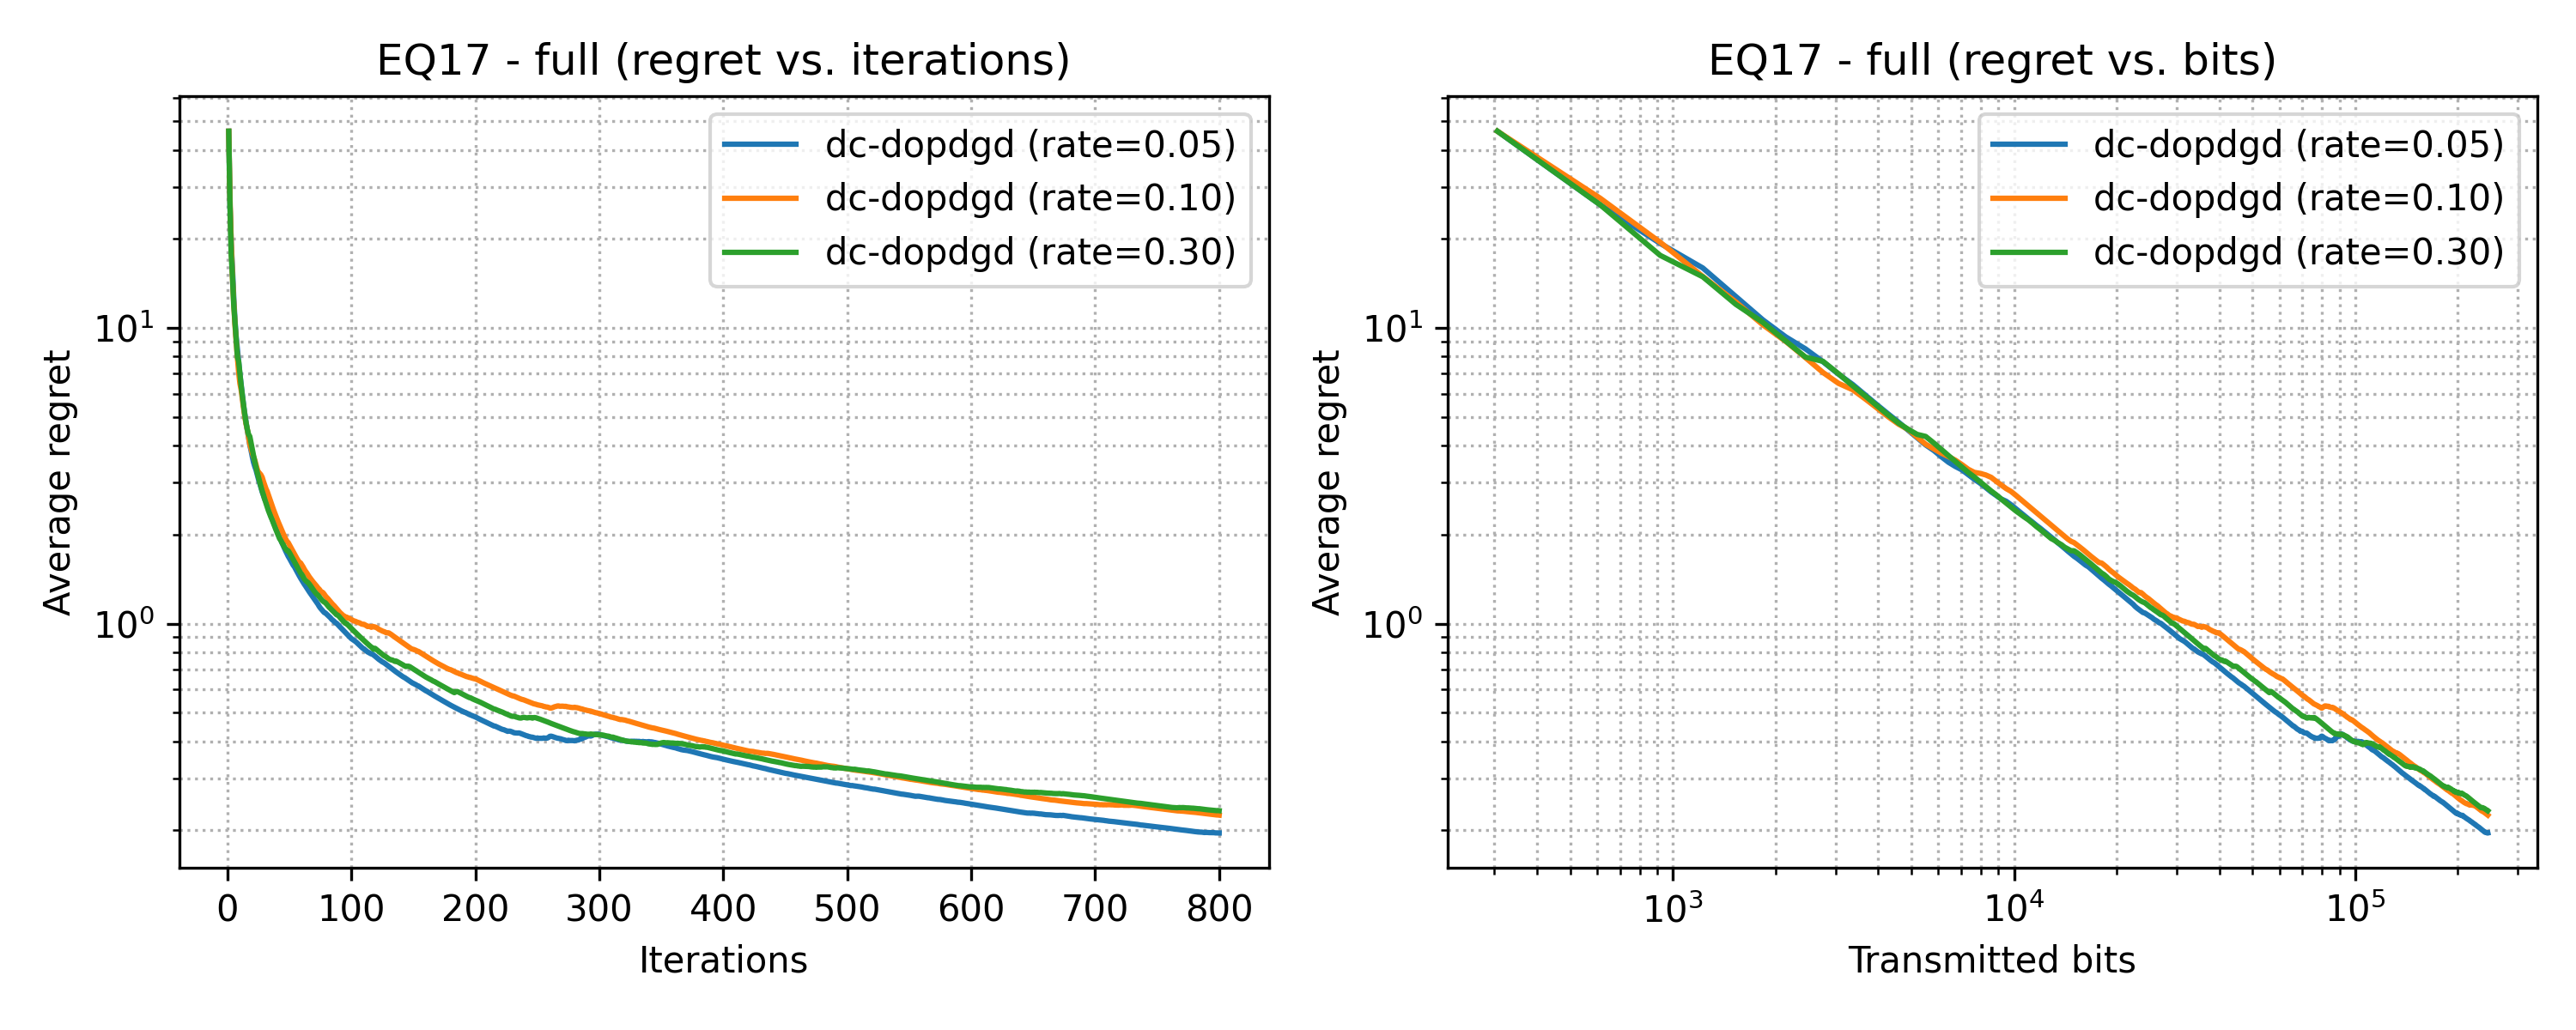 EQ17 - full (regret vs. iterations)
Average regret
10¹
10⁰
dc-dopdgd (rate=0.05)
dc-dopdgd (rate=0.10)
dc-dopdgd (rate=0.30)
0 100 200 300 400 500 600 700 800
Iterations
EQ17 - full (regret vs. bits)
Average regret
10¹
10⁰
dc-dopdgd (rate=0.05)
dc-dopdgd (rate=0.10)
dc-dopdgd (rate=0.30)
10³ 10⁴ 10⁵
Transmitted bits